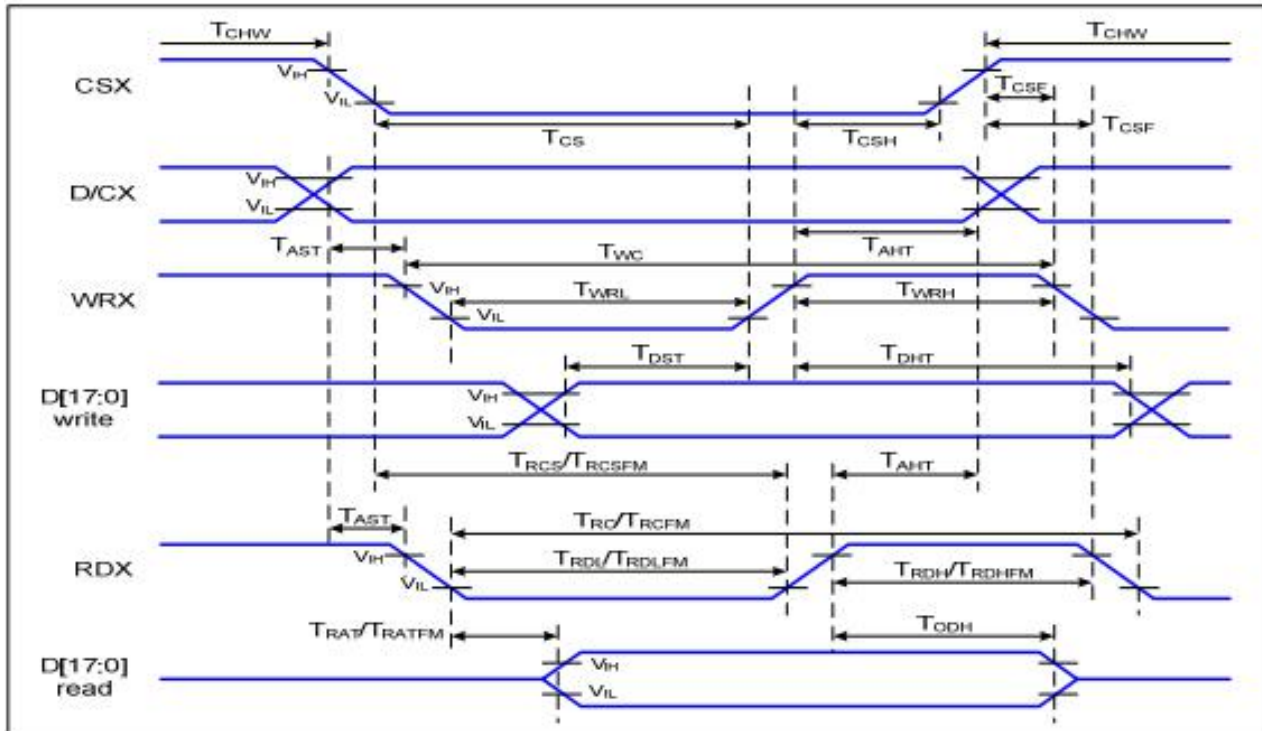 TCHW TCHW
CSX
VIH
VIL
TCSF
TCS TCSH TCSF
D/CX
VIH
VIL
TAST TWC TAHT
WRX
VIH
TWRL TWRH
VIL
TDST TDHT
D[17:0]
write
VIH
VIL
TRCS/TRCSFM TAHT
TAST TRC/TRCFM
RDX
VIH
TRDL/TRDLFM
VIL
TRDH/TRDHFM
TRAT/TRATFM TODH
D[17:0]
read
VIH
VIL